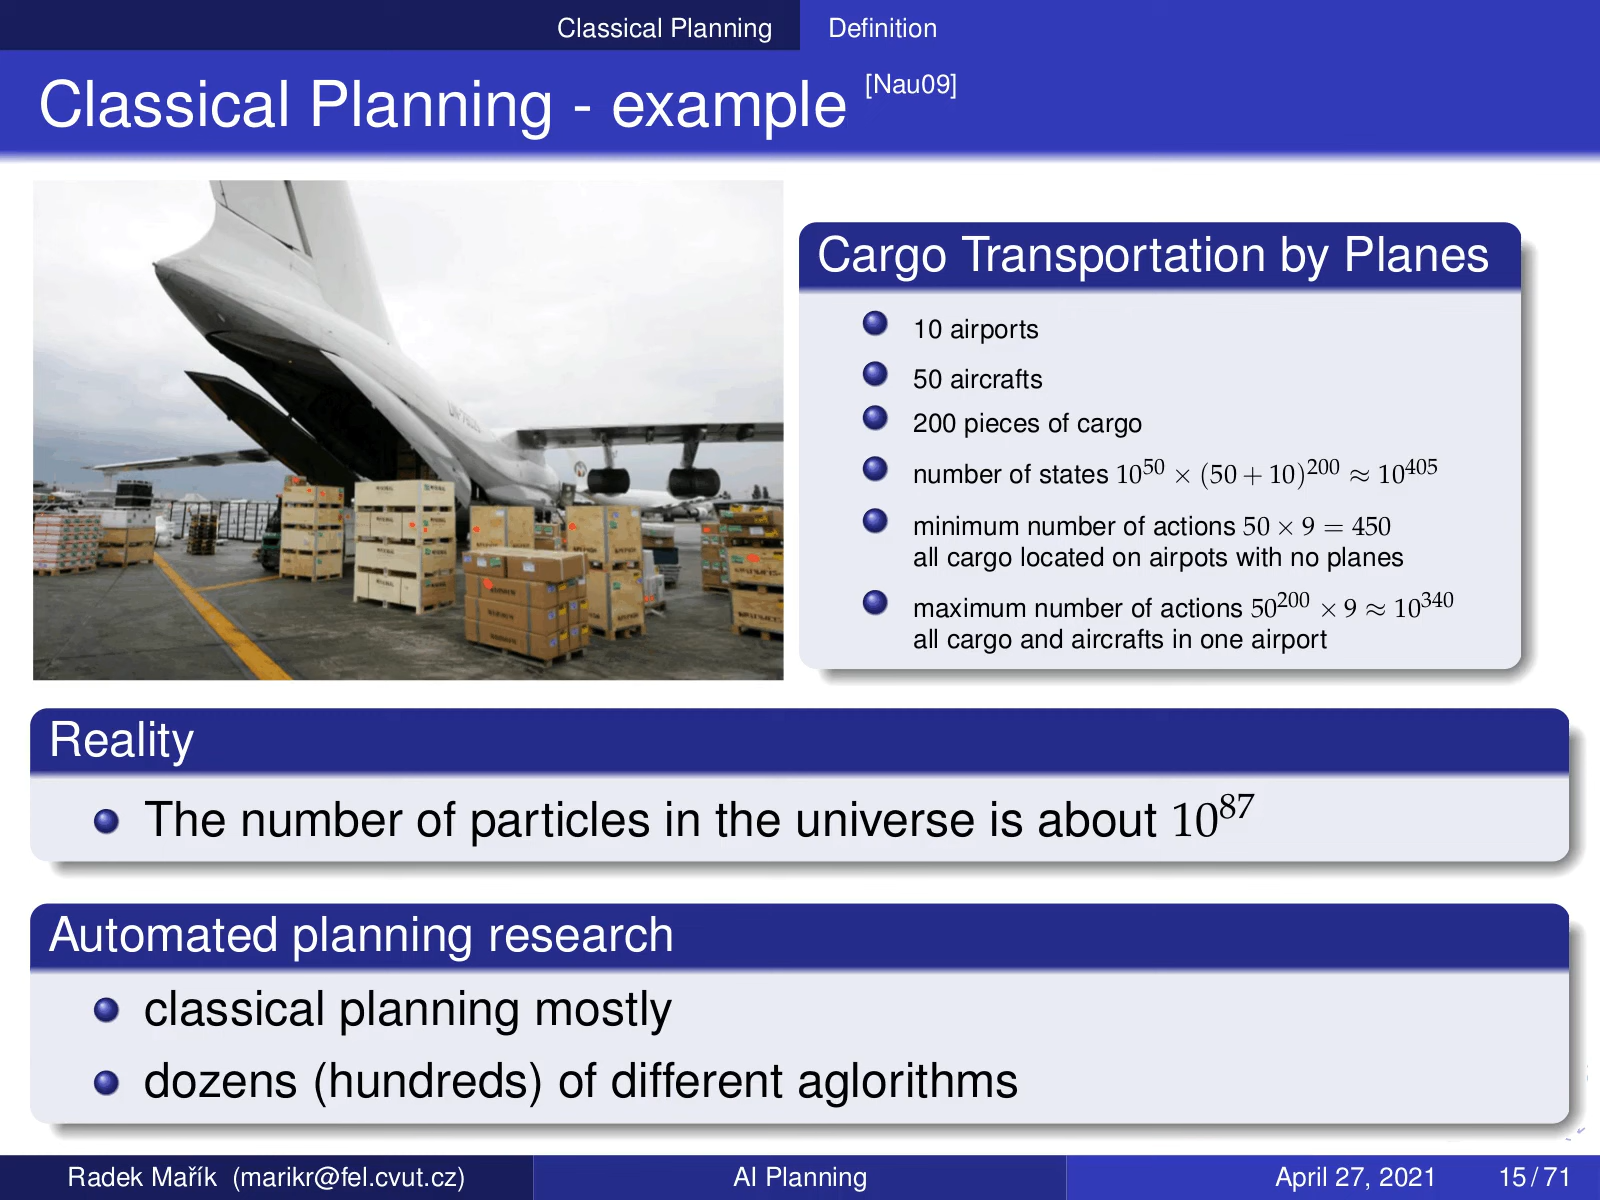 Classical Planning Definition
Classical Planning - example [Nau09]
Cargo Transportation by Planes
10 airports
50 aircrafts
200 pieces of cargo
number of states 10^50 × (50 + 10)^200 ≈ 10^405
minimum number of actions 50 × 9 = 450
all cargo located on airpots with no planes
maximum number of actions 50^200 × 9 ≈ 10^340
all cargo and aircrafts in one airport
Reality
The number of particles in the universe is about 10^87
Automated planning research
classical planning mostly
dozens (hundreds) of different aglorithms
Radek Mařík (marikr@fel.cvut.cz) AI Planning April 27, 2021 15 / 71